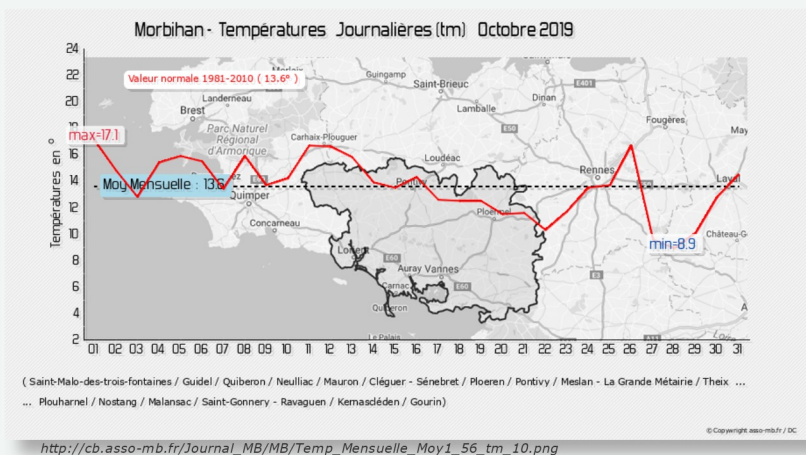 Morbihan - Températures Journalières (tm) Octobre 2019
24
22
20
16
14
12
10
8
6
4
2
Températures en °
Valeur normale 1981-2010 ( 13.6° )
max=17.1
Moy Mensuelle : 13.6
min=8.9
Guingamp
Saint-Brieuc
Landerneau
Brest
Lamballe
Dinan
E401
E50
Fougères
Parc Naturel
Régional
d'Armorique
Carhaix-Plouguer
Loudéac
Rennes
Quimper
Pontivy
Ploermel
Concarneau
Lorient
E60
Auray Vannes
Carnac
E60
Quiberon
E3
Château-G
Le Palais
01 02 03 04 05 06 07 08 09 10 11 12 13 14 15 16 17 18 19 20 21 22 23 24 25 26 27 28 29 30 31
( Saint-Malo-des-trois-fontaines / Guidel / Quiberon / Neulliac / Mauron / Cléguer - Sénebret / Ploeren / Pontivy / Meslan - La Grande Métairie / Theix ...
... Plouharnel / Nostang / Malansac / Saint-Gonnery - Ravaguen / Kernascléden / Gourin)
© Copywright asso-mb.fr / DC
http://cb.asso-mb.fr/Journal_MB/MB/Temp_Mensuelle_Moy1_56_tm_10.png